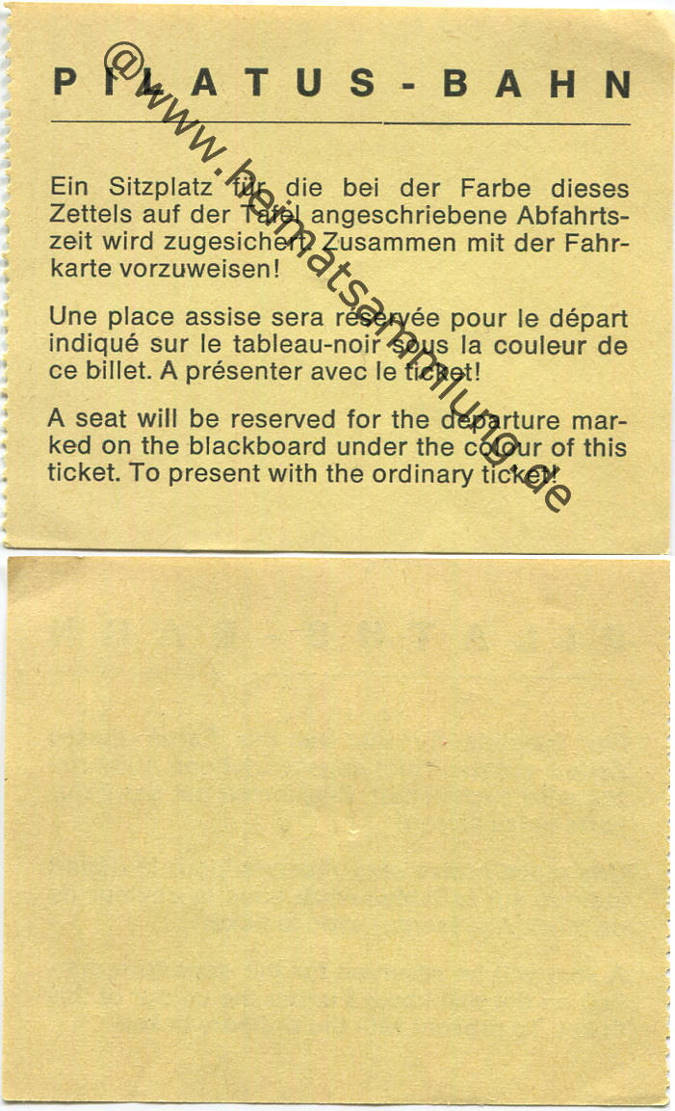 PILATUS-BAHN
Ein Sitzplatz für die bei der Farbe dieses
Zettels auf der Tafel angeschriebene Abfahrts-
zeit wird zugesichert. Zusammen mit der Fahr-
karte vorzuweisen!
Une place assise sera réservée pour le départ
indiqué sur le tableau-noir sous la couleur de
ce billet. A présenter avec le ticket!
A seat will be reserved for the departure mar-
ked on the blackboard under the colour of this
ticket. To present with the ordinary ticket!
@www.heimatsammlung.de